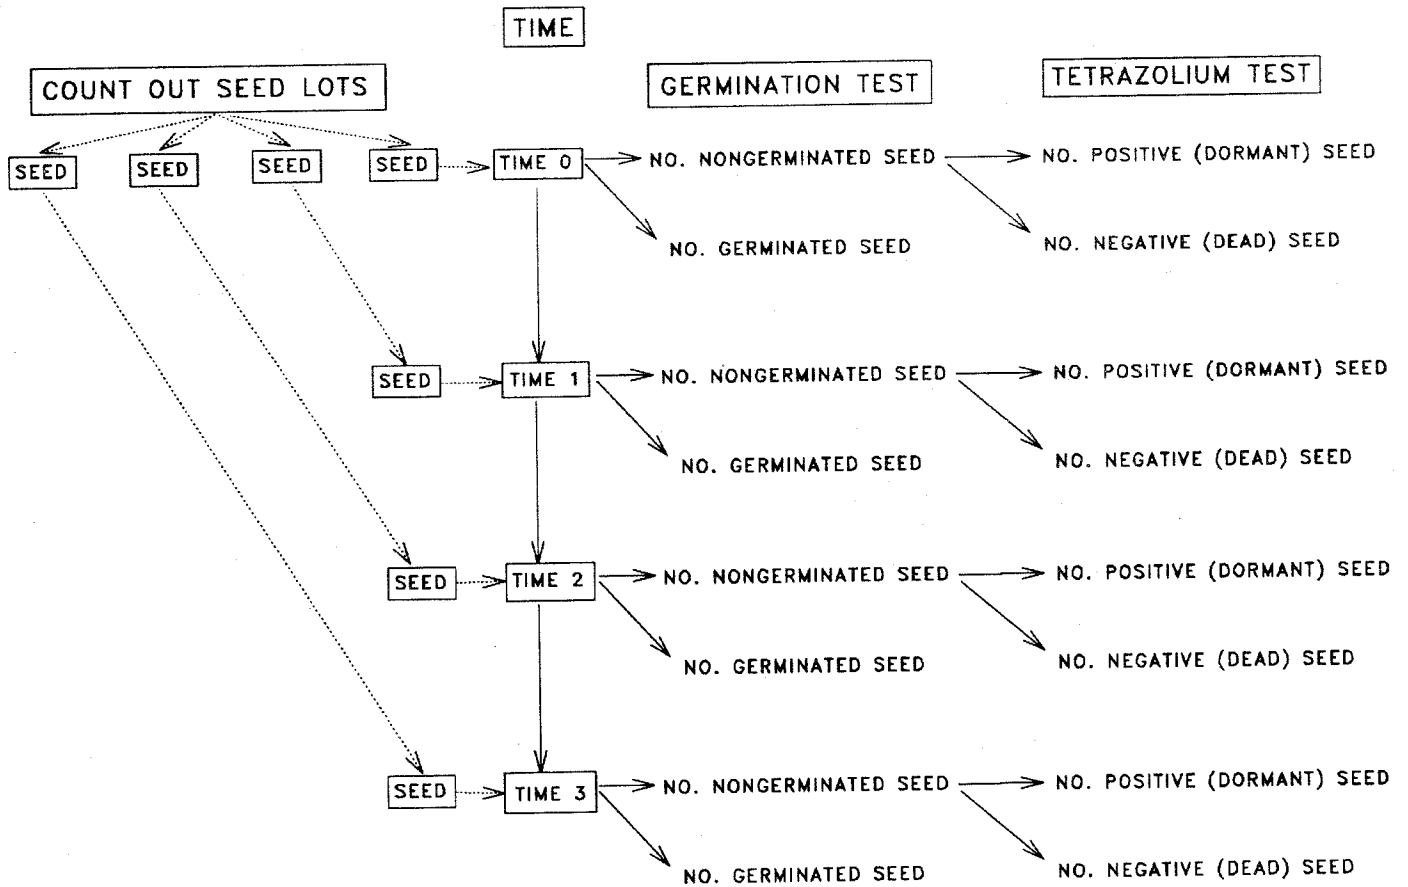 TIME
COUNT OUT SEED LOTS
GERMINATION TEST
TETRAZOLIUM TEST
SEED
SEED
SEED
SEED
TIME 0
NO. NONGERMINATED SEED
NO. POSITIVE (DORMANT) SEED
NO. GERMINATED SEED
NO. NEGATIVE (DEAD) SEED
SEED
TIME 1
NO. NONGERMINATED SEED
NO. POSITIVE (DORMANT) SEED
NO. GERMINATED SEED
NO. NEGATIVE (DEAD) SEED
SEED
TIME 2
NO. NONGERMINATED SEED
NO. POSITIVE (DORMANT) SEED
NO. GERMINATED SEED
NO. NEGATIVE (DEAD) SEED
SEED
TIME 3
NO. NONGERMINATED SEED
NO. POSITIVE (DORMANT) SEED
NO. GERMINATED SEED
NO. NEGATIVE (DEAD) SEED